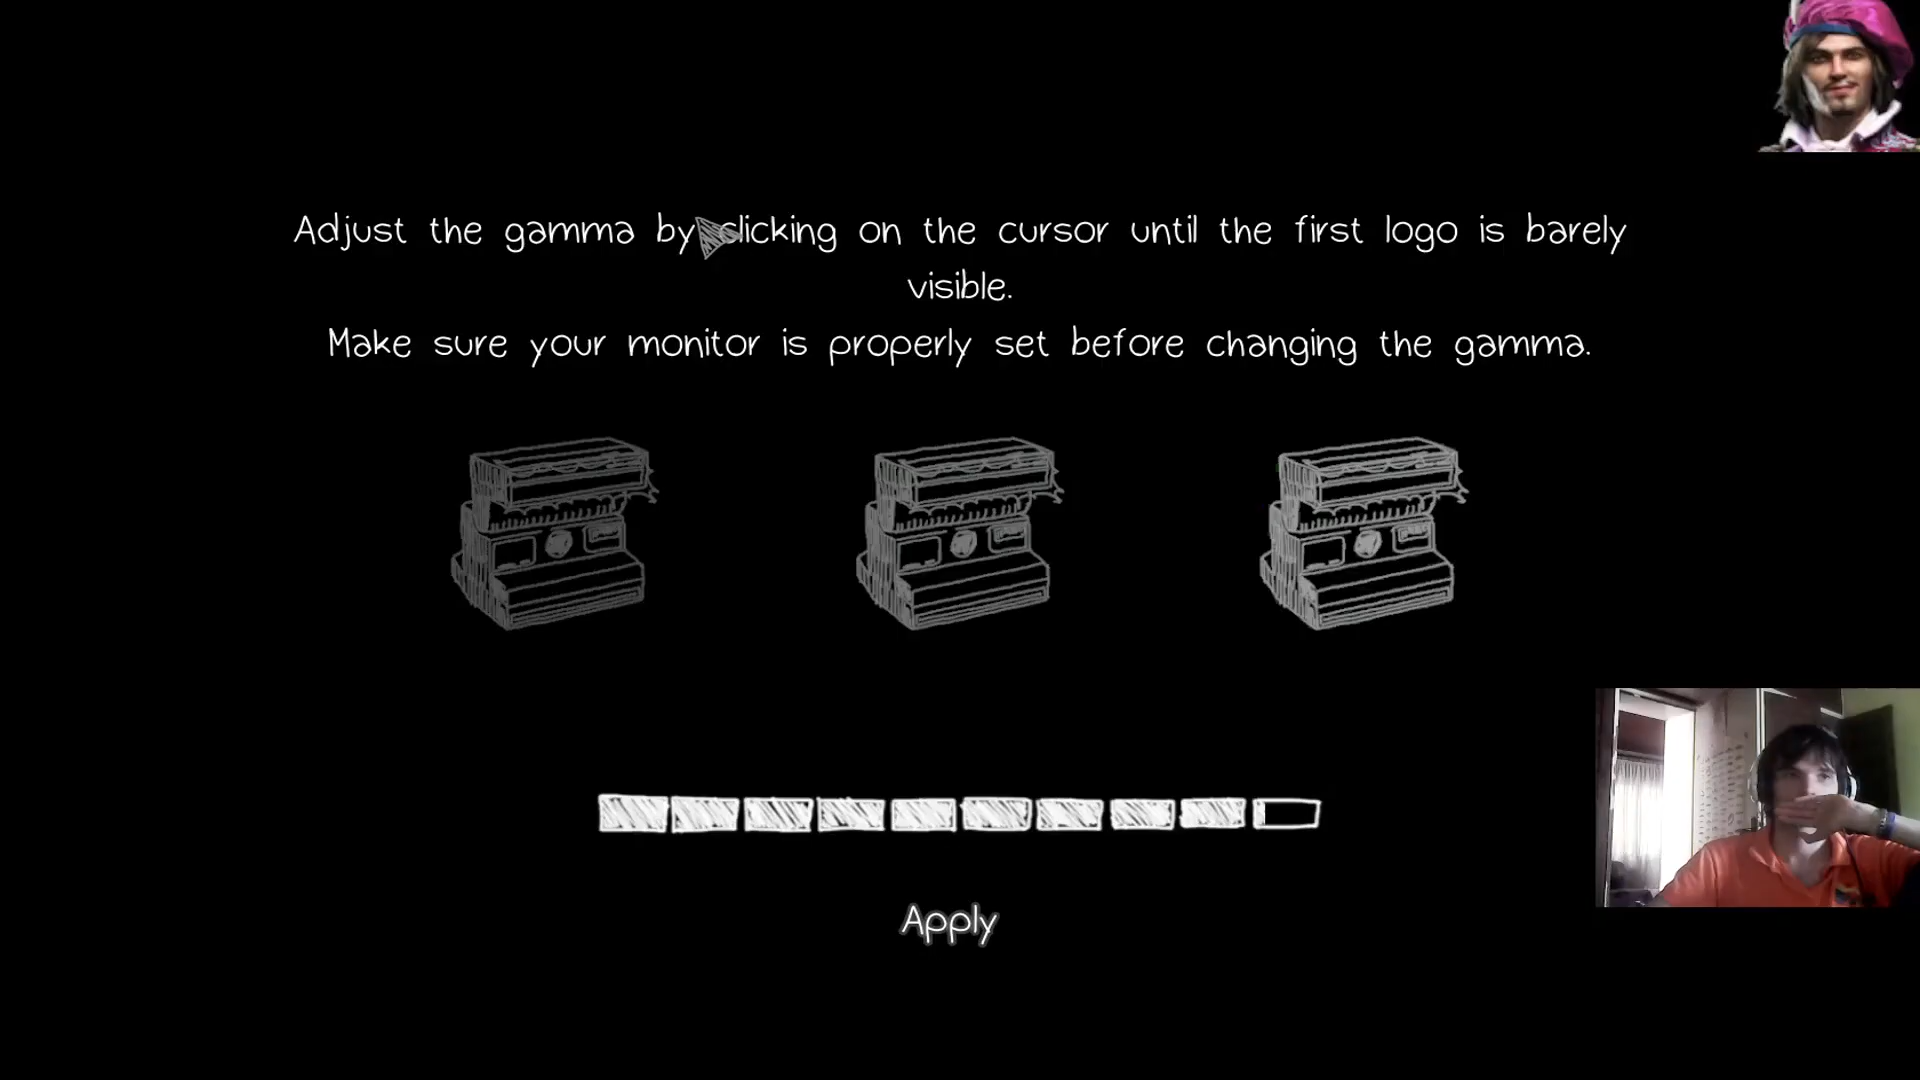 Adjust the gamma by clicking on the cursor until the first logo is barely
visible.
Make sure your monitor is properly set before changing the gamma.
Apply